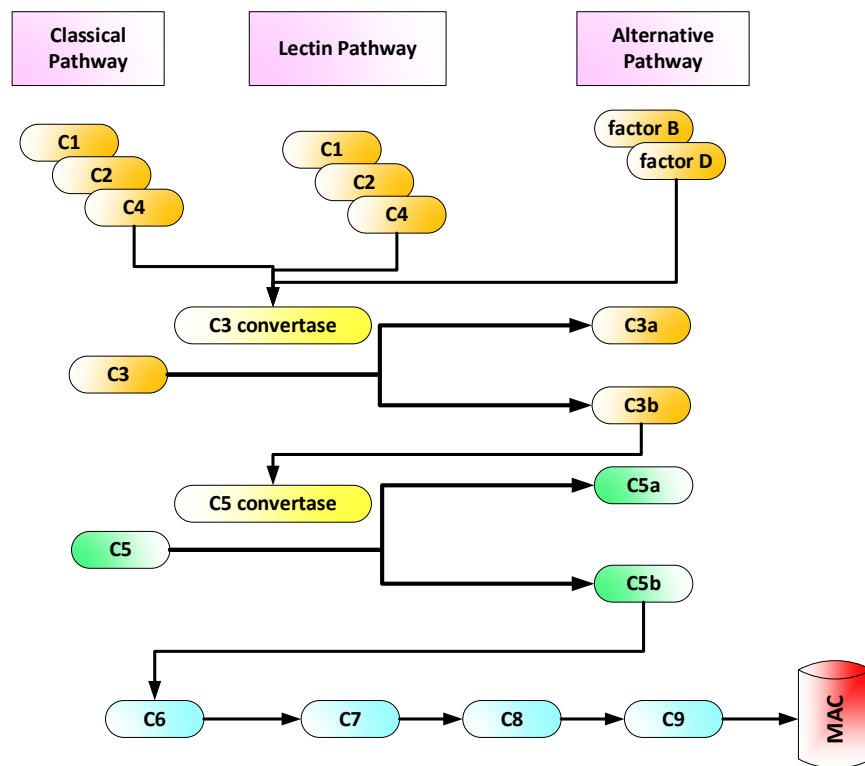 Classical
Pathway
Lectin Pathway
Alternative
Pathway
C1
C2
C4
C1
C2
C4
factor B
factor D
C3 convertase
C3a
C3
C3b
C5 convertase
C5a
C5
C5b
C6
C7
C8
C9
MAC